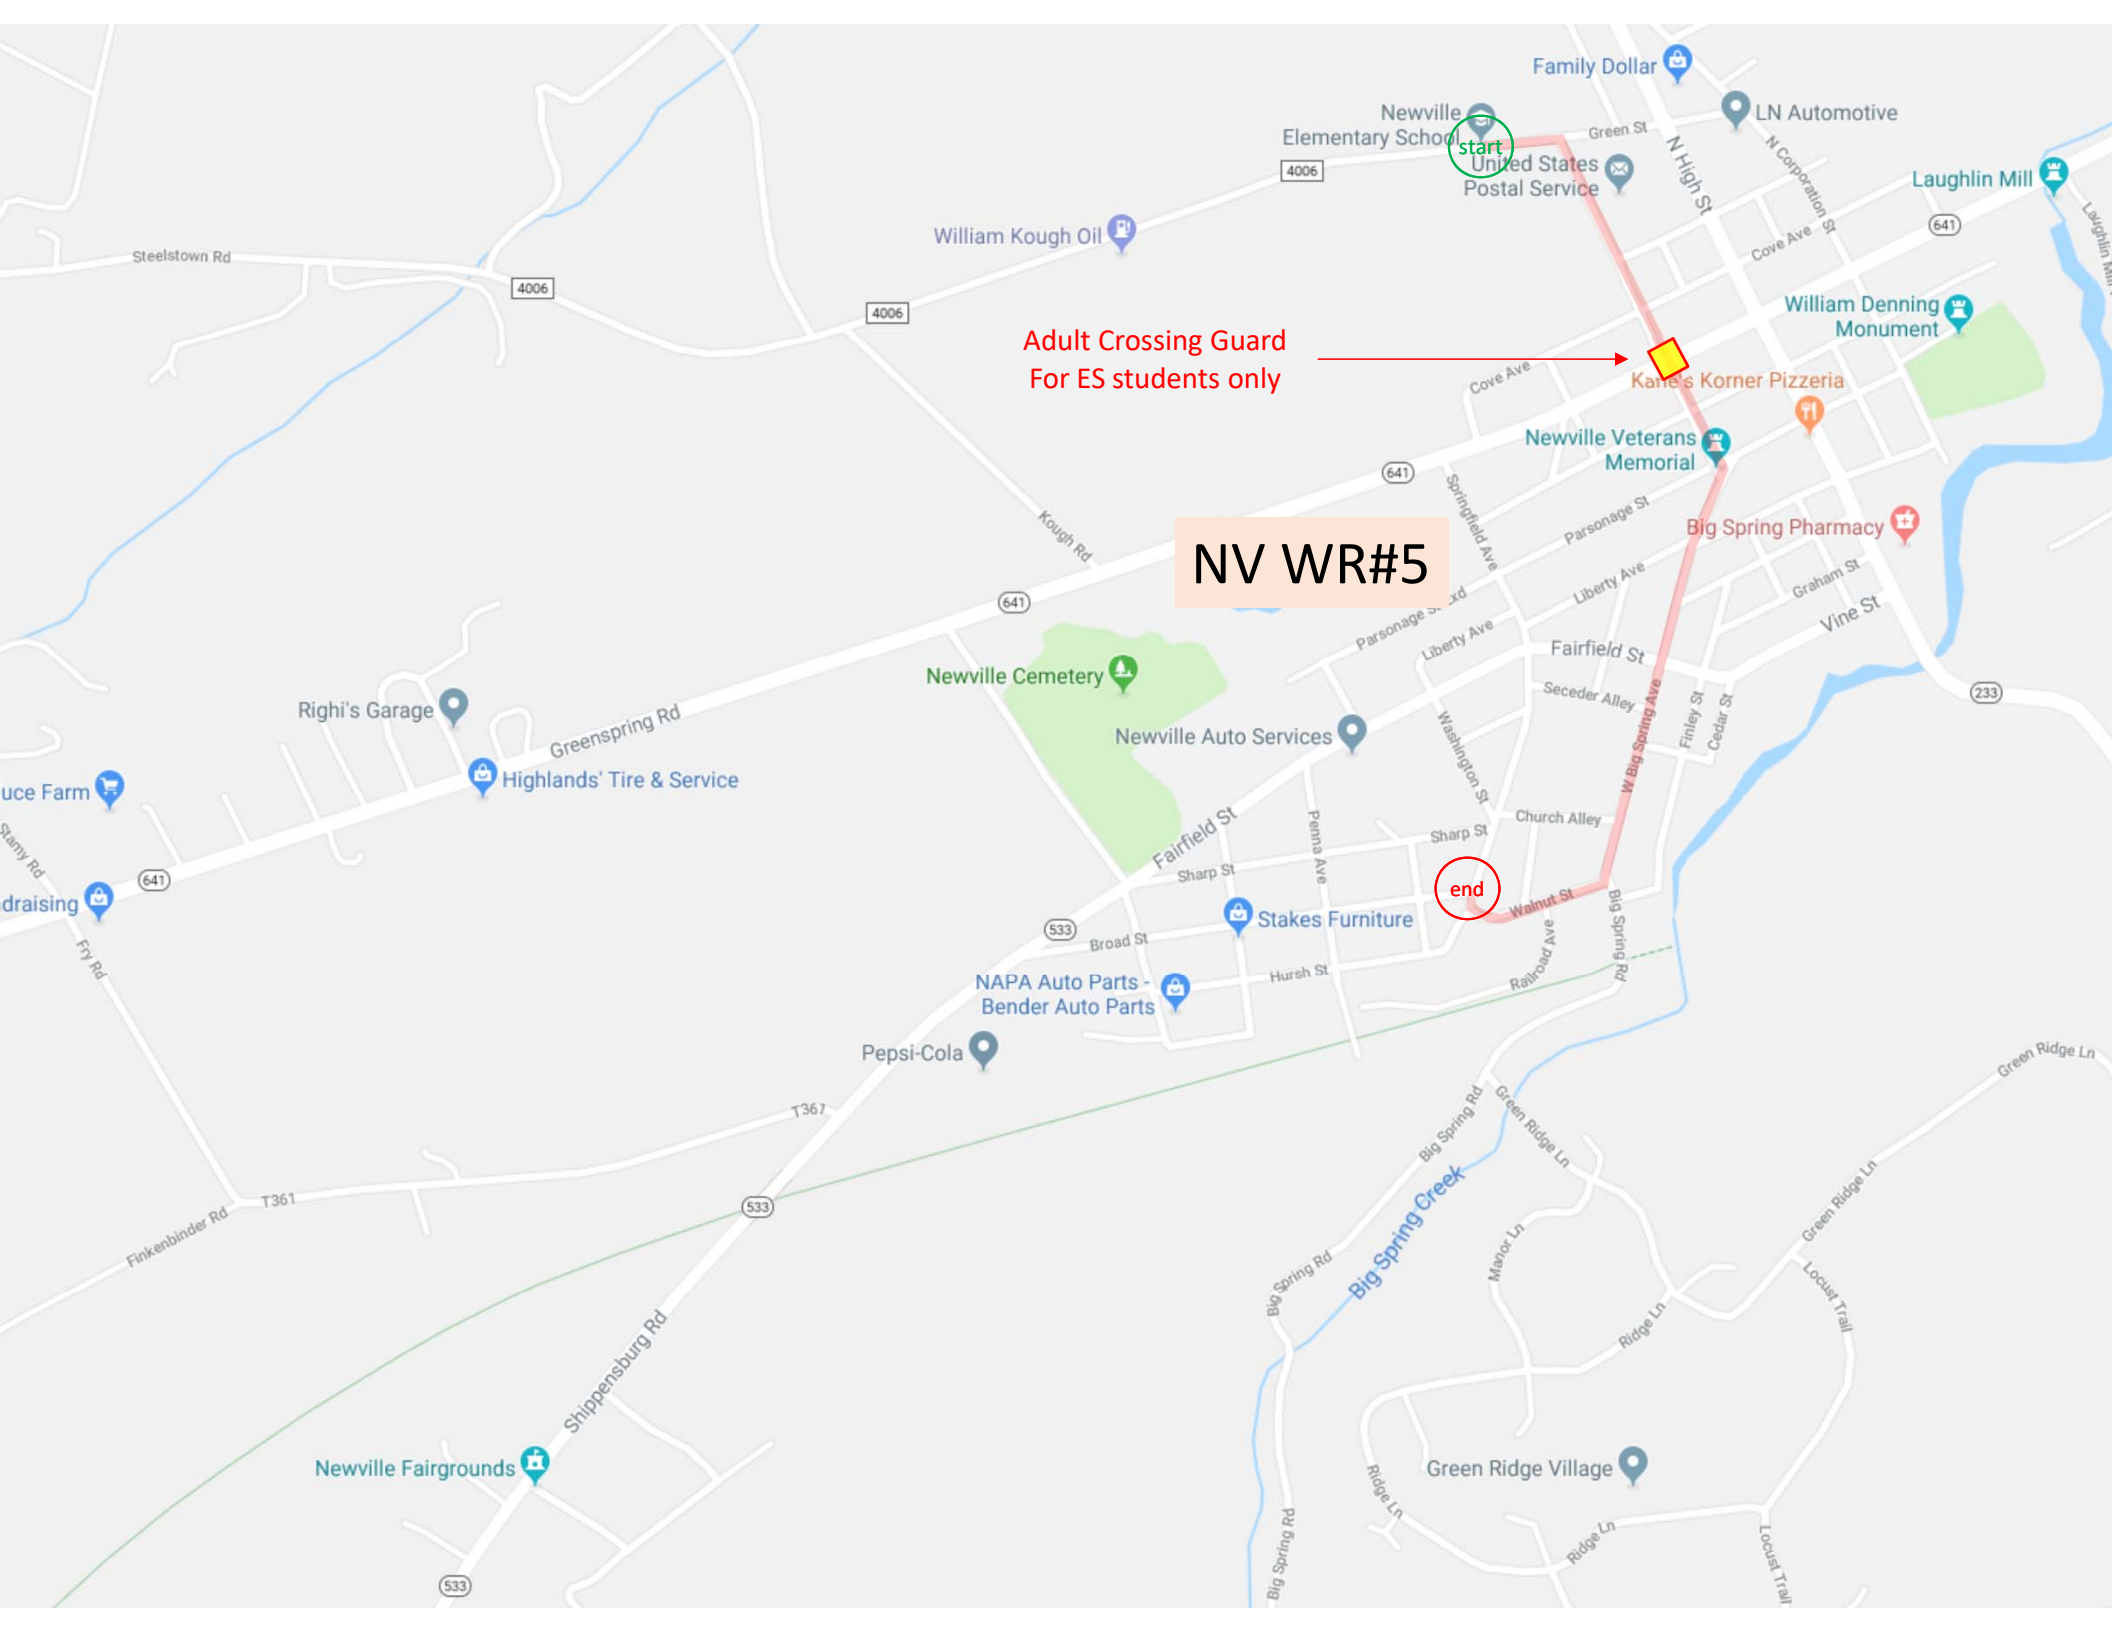 Family Dollar
Newville
Elementary School
start
LN Automotive
Green St
United States
Postal Service
4006
N High St
N Corporation St
Laughlin Mill
641
Laughlin Mill
William Kough Oil
Cove Ave
Steelstown Rd
4006
4006
William Denning
Monument
Adult Crossing Guard
For ES students only
Cove Ave
Kane's Korner Pizzeria
Newville Veterans
Memorial
641
Springfield Ave
Parsonage St
Big Spring Pharmacy
Kough Rd
NV WR#5
Liberty Ave
Graham St
Vine St
641
Parsonage St Exd
Liberty Ave
Fairfield St
Newville Cemetery
Seceder Alley
233
Righi's Garage
Greenspring Rd
Newville Auto Services
Washington St
W Big Spring Ave
Finley St
Cedar St
Highlands' Tire & Service
uce Farm
Stamy Rd
Fairfield St
Penna Ave
Sharp St
Church Alley
Sharp St
641
end
Walnut St
draising
Stakes Furniture
533
Broad St
Big Spring Rd
Railroad Ave
Fry Rd
Hursh St
NAPA Auto Parts -
Bender Auto Parts
Pepsi-Cola
Green Ridge Ln
T361
Big Spring Rd
Green Ridge Ln
T361
533
Finkenbinder Rd
Big Spring Creek
Green Ridge Ln
Manor Ln
Big Spring Rd
Locust Trail
Ridge Ln
Shippensburg Rd
Newville Fairgrounds
Green Ridge Village
Ridge Ln
Big Spring Rd
Ridge Ln
Locust Trail
533